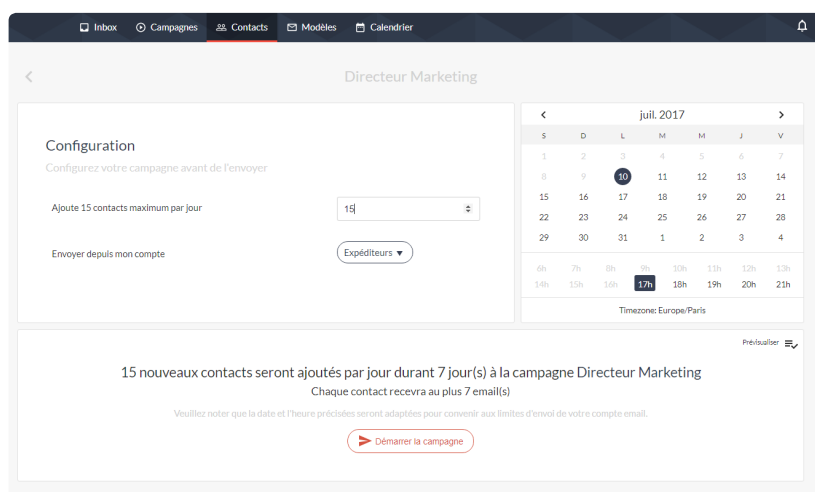 Inbox Campagnes Contacts Modèles Calendrier
Directeur Marketing
Configuration
Configurez votre campagne avant de l'envoyer
Ajoute 15 contacts maximum par jour 15
Envoyer depuis mon compte Expéditeurs ▼
juil. 2017
S D L M M J V
1 2 3 4 5 6 7
8 9 10 11 12 13 14
15 16 17 18 19 20 21
22 23 24 25 26 27 28
29 30 31 1 2 3 4
6h 7h 8h 9h 10h 11h 12h 13h
14h 15h 16h 17h 18h 19h 20h 21h
Timezone: Europe/Paris
Prévisualiser
15 nouveaux contacts seront ajoutés par jour durant 7 jour(s) à la campagne Directeur Marketing
Chaque contact recevra au plus 7 email(s)
Veuillez noter que la date et l'heure précisées seront adaptées pour convenir aux limites d'envoi de votre compte email.
Démarrer la campagne